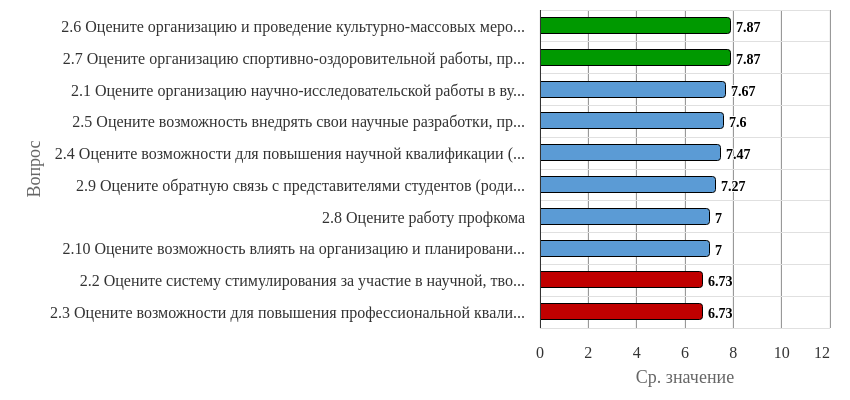 2.6 Оцените организацию и проведение культурно-массовых меро... 7.87
2.7 Оцените организацию спортивно-оздоровительной работы, пр... 7.87
2.1 Оцените организацию научно-исследовательской работы в ву... 7.67
2.5 Оцените возможность внедрять свои научные разработки, пр... 7.6
2.4 Оцените возможности для повышения научной квалификации (... 7.47
2.9 Оцените обратную связь с представителями студентов (роди... 7.27
2.8 Оцените работу профкома 7
2.10 Оцените возможность влиять на организацию и планировани... 7
2.2 Оцените систему стимулирования за участие в научной, тво... 6.73
2.3 Оцените возможности для повышения профессиональной квали... 6.73
Вопрос
0 2 4 6 8 10 12
Ср. значение